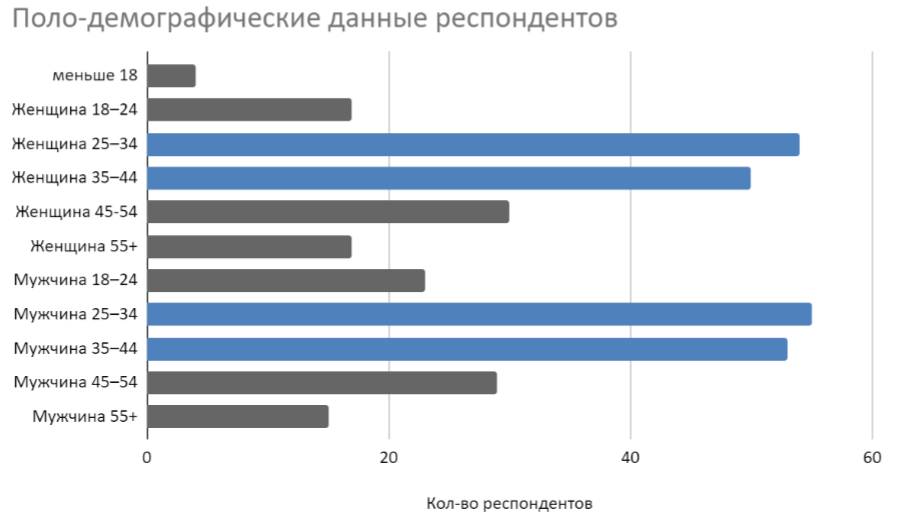 Поло-демографические данные респондентов
меньше 18
Женщина 18–24
Женщина 25–34
Женщина 35–44
Женщина 45-54
Женщина 55+
Мужчина 18–24
Мужчина 25–34
Мужчина 35–44
Мужчина 45–54
Мужчина 55+
0 20 40 60
Кол-во респондентов